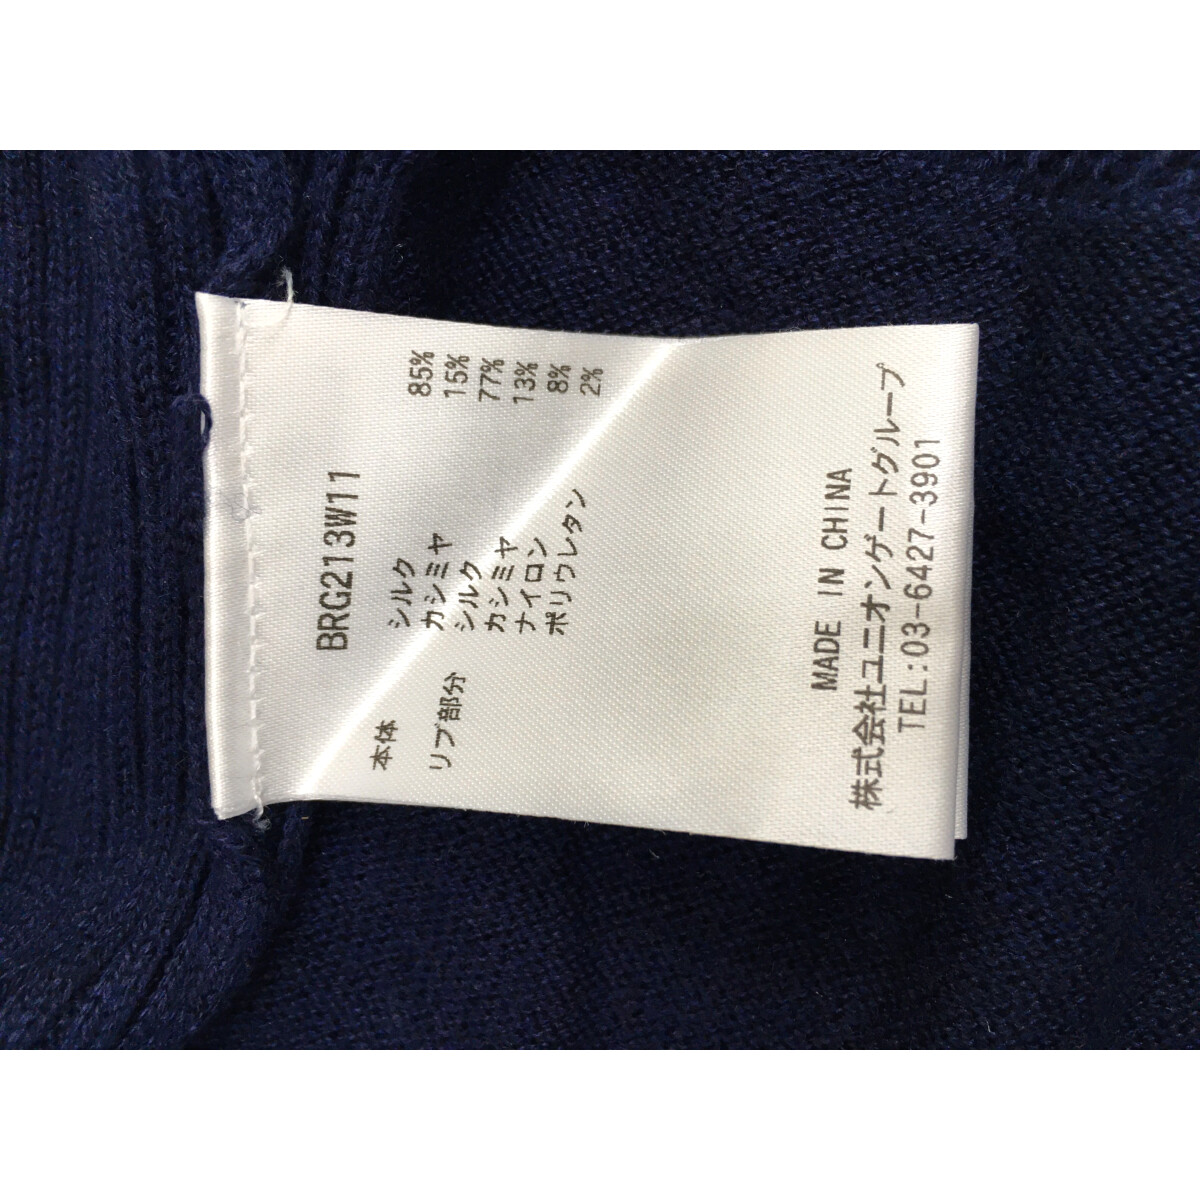 BRG213W11
本体 シルク 85%
カシミヤ 15%
リブ部分 シルク 77%
カシミヤ 13%
ナイロン 8%
ポリウレタン 2%
MADE IN CHINA
株式会社ユニオンゲートグループ
TEL:03-6427-3901